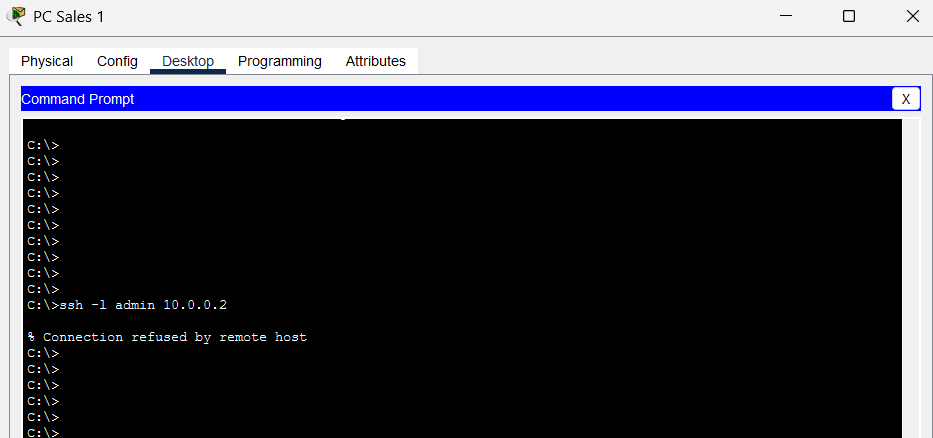 PC Sales 1
Physical Config Desktop Programming Attributes
Command Prompt X
C:\>
C:\>
C:\>
C:\>
C:\>
C:\>
C:\>
C:\>
C:\>
C:\>
C:\>ssh -l admin 10.0.0.2
% Connection refused by remote host
C:\>
C:\>
C:\>
C:\>
C:\>
C:\>